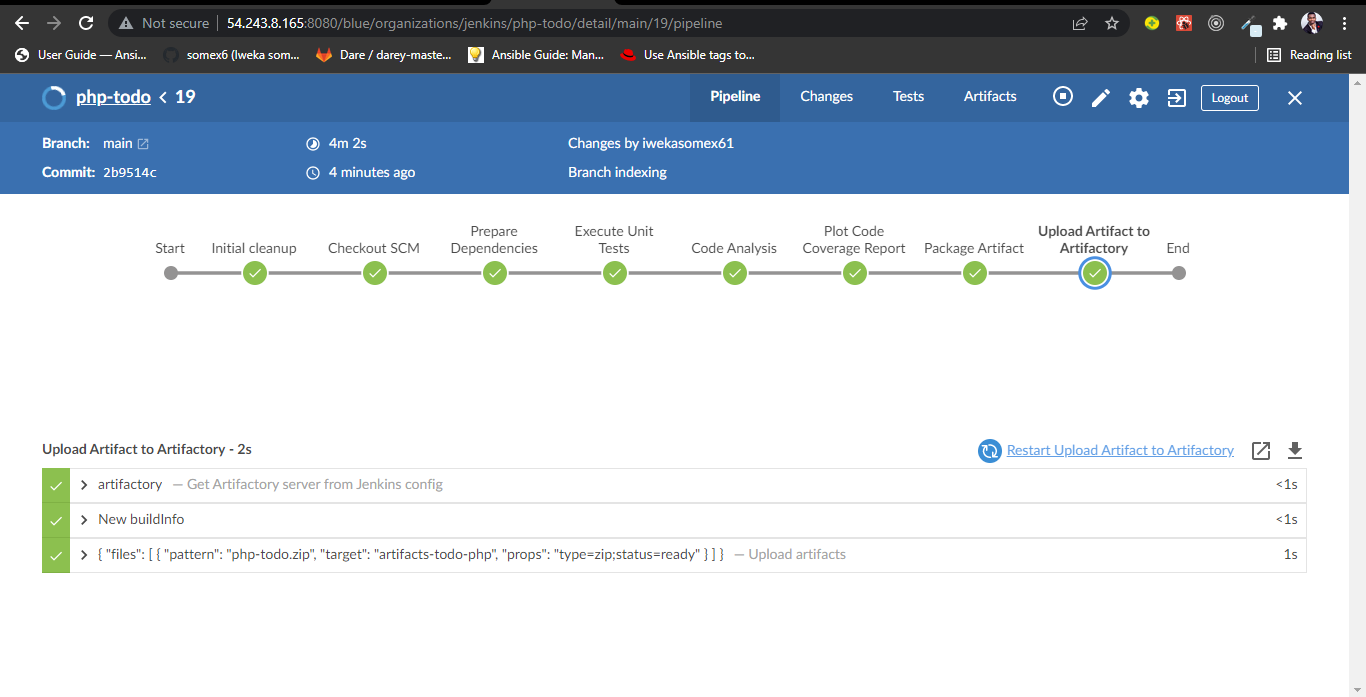 Not secure | 54.243.8.165:8080/blue/organizations/jenkins/php-todo/detail/main/19/pipeline
User Guide — Ansi... somex6 (Iweka som... Dare / darey-maste... Ansible Guide: Man... Use Ansible tags to... Reading list
php-todo < 19 Pipeline Changes Tests Artifacts Logout
Branch: main 4m 2s Changes by iwekasomex61
Commit: 2b9514c 4 minutes ago Branch indexing
Start Initial cleanup Checkout SCM Prepare Dependencies Execute Unit Tests Code Analysis Plot Code Coverage Report Package Artifact Upload Artifact to Artifactory End
Upload Artifact to Artifactory - 2s Restart Upload Artifact to Artifactory
artifactory — Get Artifactory server from Jenkins config <1s
New buildInfo <1s
{ "files": [ { "pattern": "php-todo.zip", "target": "artifacts-todo-php", "props": "type=zip;status=ready" } ] } — Upload artifacts 1s